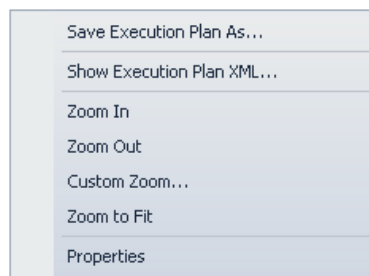 Save Execution Plan As...
Show Execution Plan XML...
Zoom In
Zoom Out
Custom Zoom...
Zoom to Fit
Properties